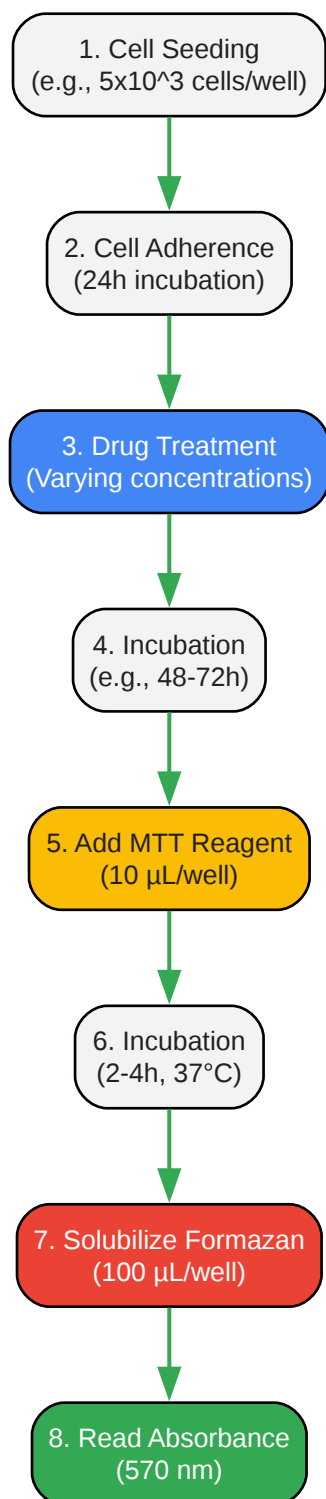 1. Cell Seeding
(e.g., 5x10^3 cells/well)
2. Cell Adherence
(24h incubation)
3. Drug Treatment
(Varying concentrations)
4. Incubation
(e.g., 48-72h)
5. Add MTT Reagent
(10 µL/well)
6. Incubation
(2-4h, 37°C)
7. Solubilize Formazan
(100 µL/well)
8. Read Absorbance
(570 nm)